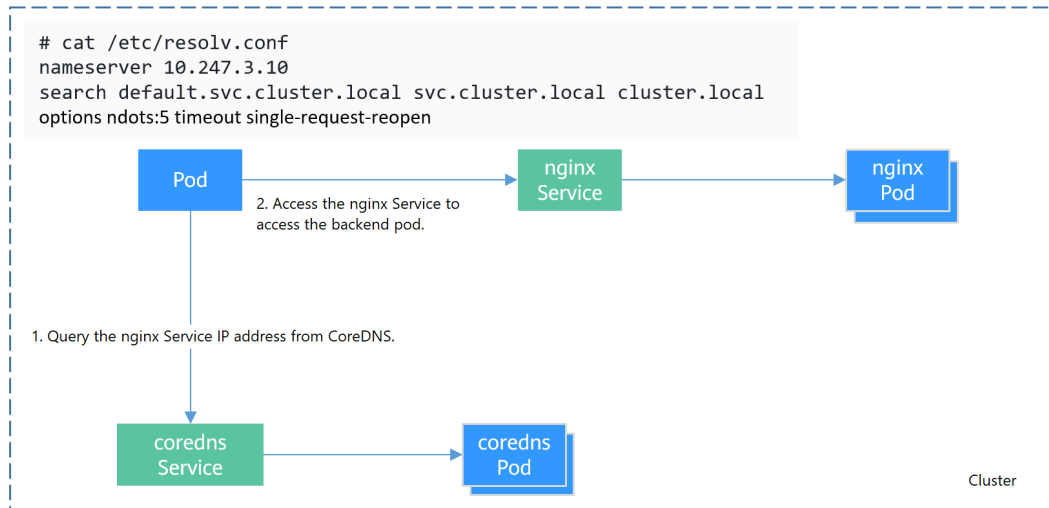 # cat /etc/resolv.conf
nameserver 10.247.3.10
search default.svc.cluster.local svc.cluster.local cluster.local
options ndots:5 timeout single-request-reopen
Pod
nginx
Service
nginx
Pod
2. Access the nginx Service to
access the backend pod.
1. Query the nginx Service IP address from CoreDNS.
coredns
Service
coredns
Pod
Cluster